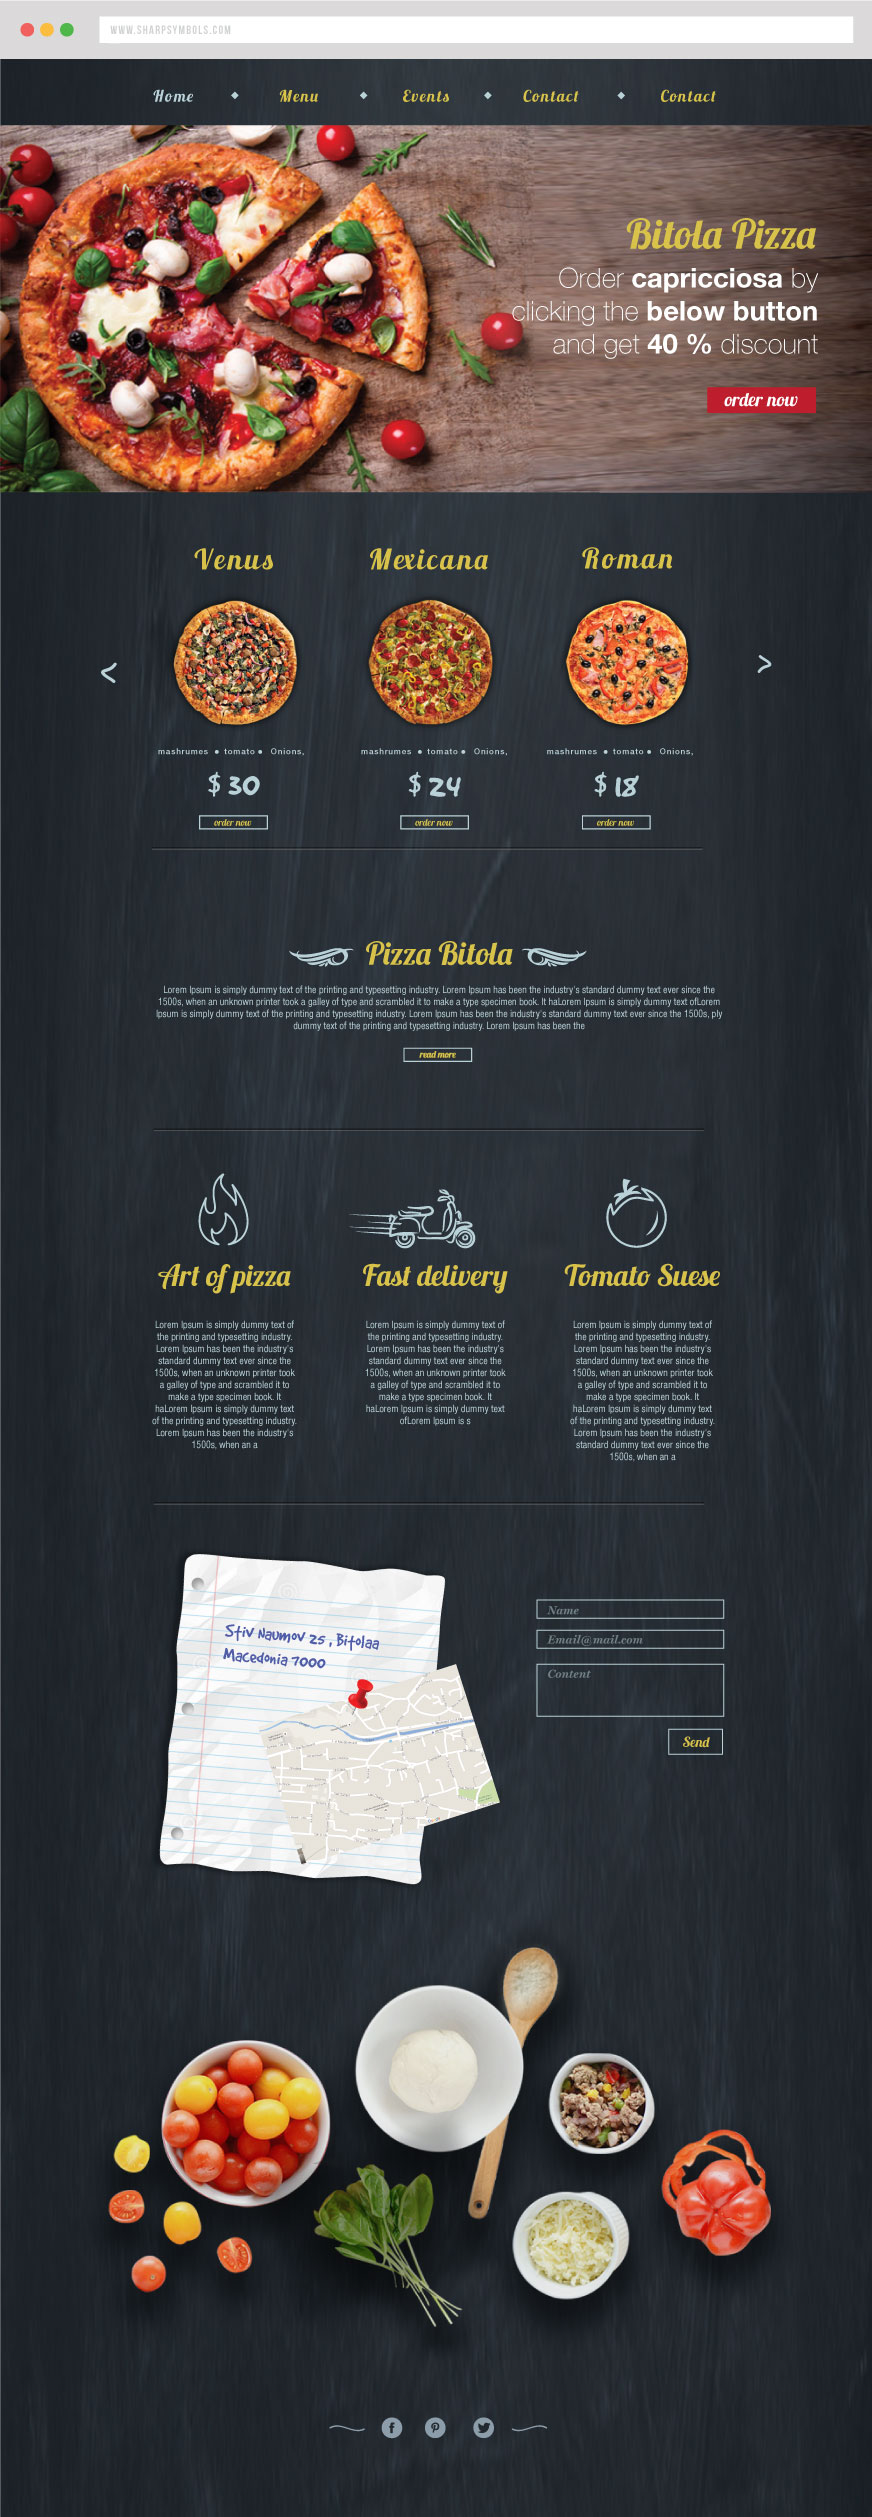 WWW.SHARPSYMBOLS.COM
Home Menu Events Contact Contact
Bitola Pizza
Order capricciosa by
clicking the below button
and get 40 % discount
order now
Venus Mexicana Roman
< >
mashrumes • tomato • Onions, mashrumes • tomato • Onions, mashrumes • tomato • Onions,
$ 30 $ 24 $ 18
order now order now order now
Pizza Bitola
Lorem Ipsum is simply dummy text of the printing and typesetting industry. Lorem Ipsum has been the industry's standard dummy text ever since the
1500s, when an unknown printer took a galley of type and scrambled it to make a type specimen book. It haLorem Ipsum is simply dummy text ofLorem
Ipsum is simply dummy text of the printing and typesetting industry. Lorem Ipsum has been the industry's standard dummy text ever since the 1500s, ply
dummy text of the printing and typesetting industry. Lorem Ipsum has been the
read more
Art of pizza
Lorem Ipsum is simply dummy text of
the printing and typesetting industry.
Lorem Ipsum has been the industry's
standard dummy text ever since the
1500s, when an unknown printer took
a galley of type and scrambled it to
make a type specimen book. It
haLorem Ipsum is simply dummy text
of the printing and typesetting industry.
Lorem Ipsum has been the industry's
1500s, when an a
Fast delivery
Lorem Ipsum is simply dummy text of
the printing and typesetting industry.
Lorem Ipsum has been the industry's
standard dummy text ever since the
1500s, when an unknown printer took
a galley of type and scrambled it to
make a type specimen book. It
haLorem Ipsum is simply dummy text
ofLorem Ipsum is s
Tomato Suese
Lorem Ipsum is simply dummy text of
the printing and typesetting industry.
Lorem Ipsum has been the industry's
standard dummy text ever since the
1500s, when an unknown printer took
a galley of type and scrambled it to
make a type specimen book. It
haLorem Ipsum is simply dummy text
of the printing and typesetting industry.
Lorem Ipsum has been the industry's
standard dummy text ever since the
1500s, when an a
Stiv Naumov 25 , Bitolaa
Macedonia 7000
Name
Email@mail.com
Content
Send